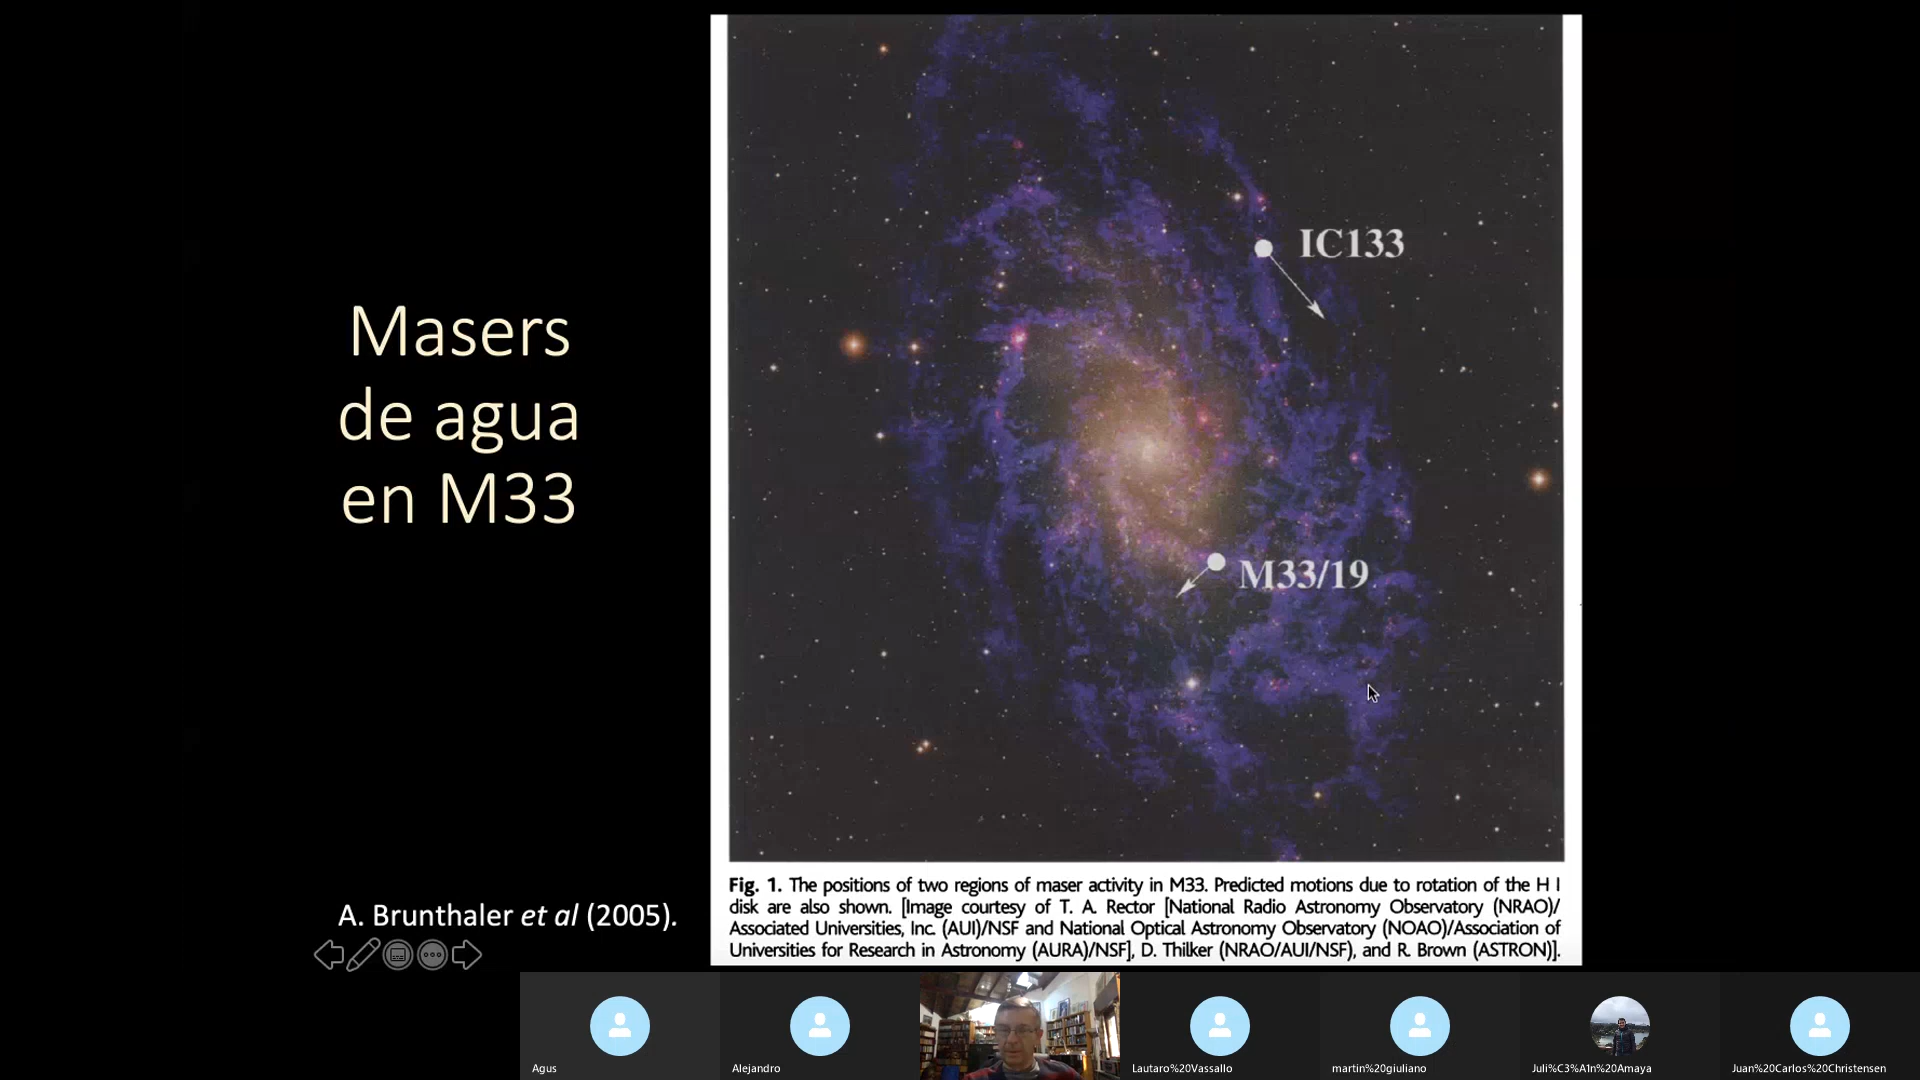 Masers
de agua
en M33
A. Brunthaler et al (2005).
IC133
M33/19
Fig. 1. The positions of two regions of maser activity in M33. Predicted motions due to rotation of the H I
disk are also shown. [Image courtesy of T. A. Rector [National Radio Astronomy Observatory (NRAO)/
Associated Universities, Inc. (AUI)/NSF and National Optical Astronomy Observatory (NOAO)/Association of
Universities for Research in Astronomy (AURA)/NSF], D. Thilker (NRAO/AUI/NSF), and R. Brown (ASTRON)].
Agus
Alejandro
Lautaro%20Vassallo
martin%20giuliano
Juli%C3%A1n%20Amaya
Juan%20Carlos%20Christensen